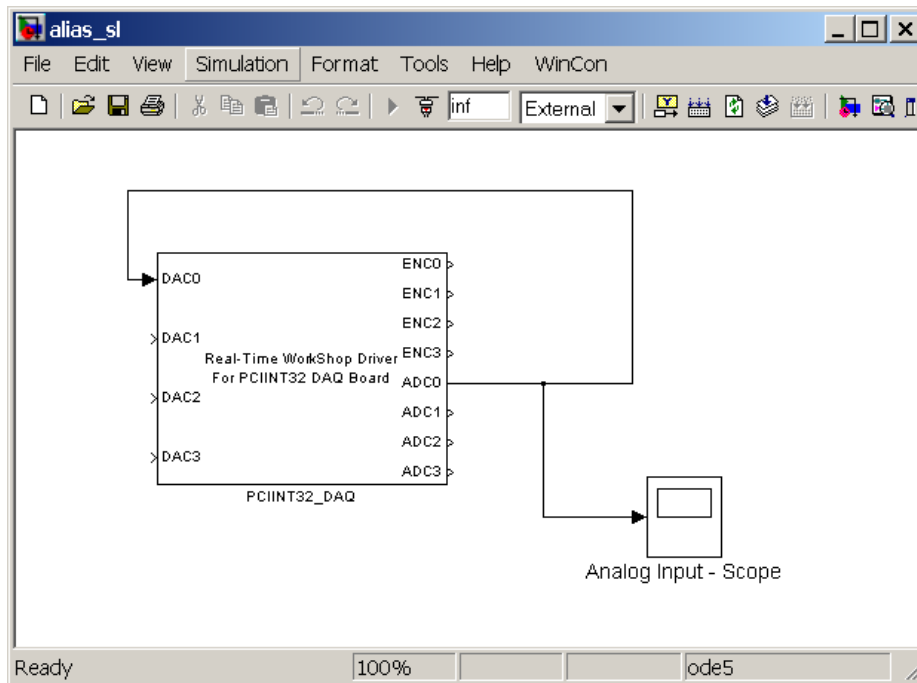 alias_sl
File Edit View Simulation Format Tools Help WinCon
inf External
DAC0
DAC1
DAC2
DAC3
Real-Time WorkShop Driver
For PCIINT32 DAQ Board
ENC0
ENC1
ENC2
ENC3
ADC0
ADC1
ADC2
ADC3
PCIINT32_DAQ
Analog Input - Scope
Ready 100% ode5